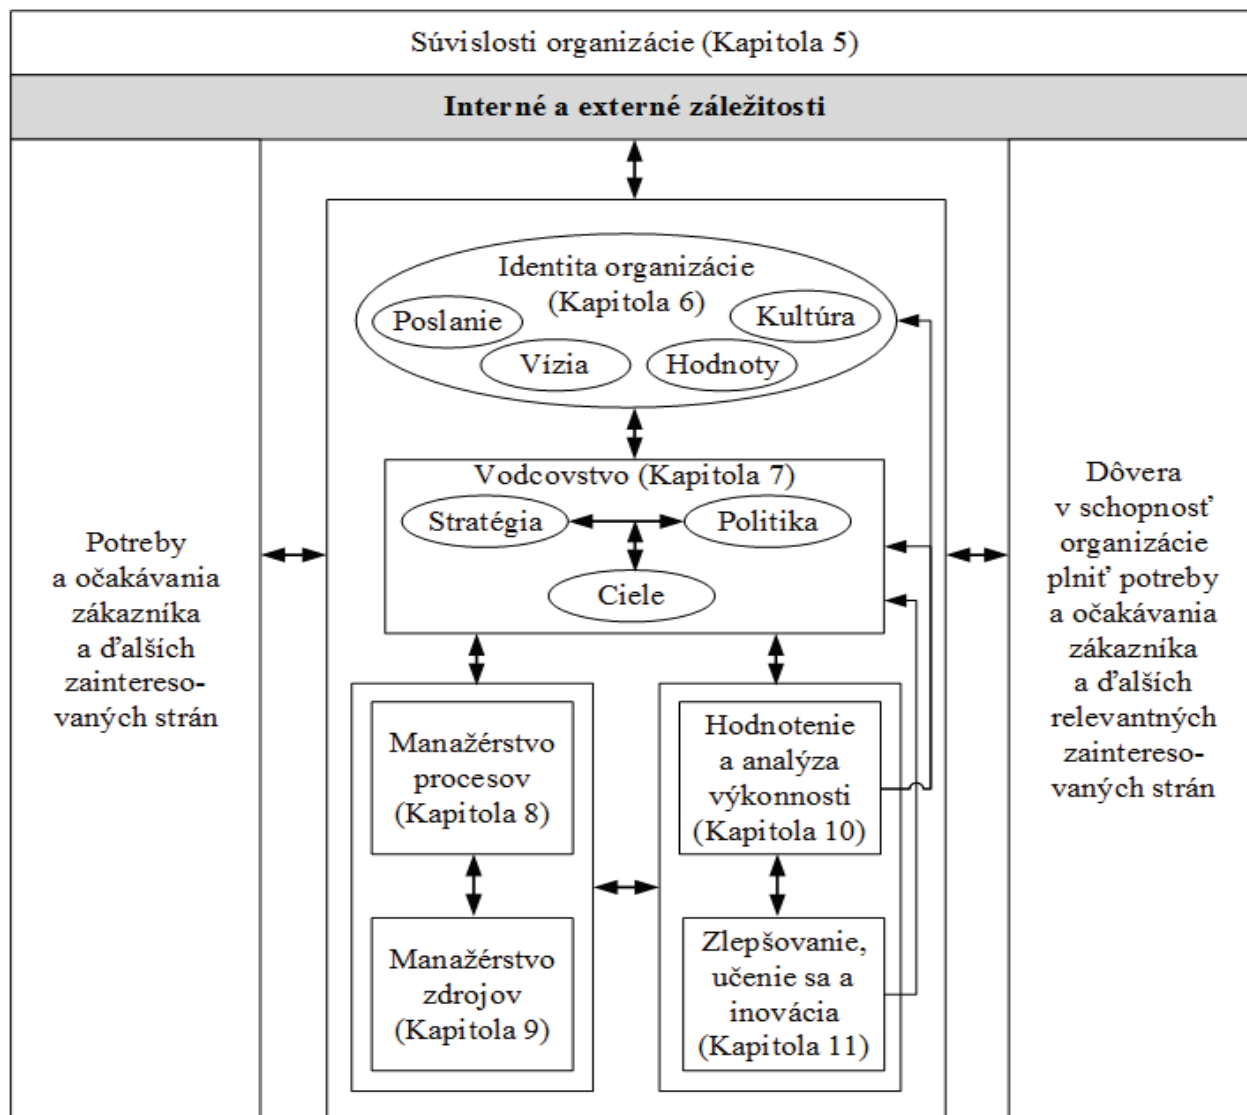 Súvislosti organizácie (Kapitola 5)
Interné a externé záležitosti
Potreby
a očakávania
zákazníka
a ďalších
zaintereso-
vaných strán
Identita organizácie
(Kapitola 6)
Poslanie
Vízia
Hodnoty
Kultúra
Vodcovstvo (Kapitola 7)
Stratégia
Politika
Ciele
Manažérstvo
procesov
(Kapitola 8)
Manažérstvo
zdrojov
(Kapitola 9)
Hodnotenie
a analýza
výkonnosti
(Kapitola 10)
Zlepšovanie,
učenie sa a
inovácia
(Kapitola 11)
Dôvera
v schopnosť
organizácie
plniť potreby
a očakávania
zákazníka
a ďalších
relevantných
zaintereso-
vaných strán